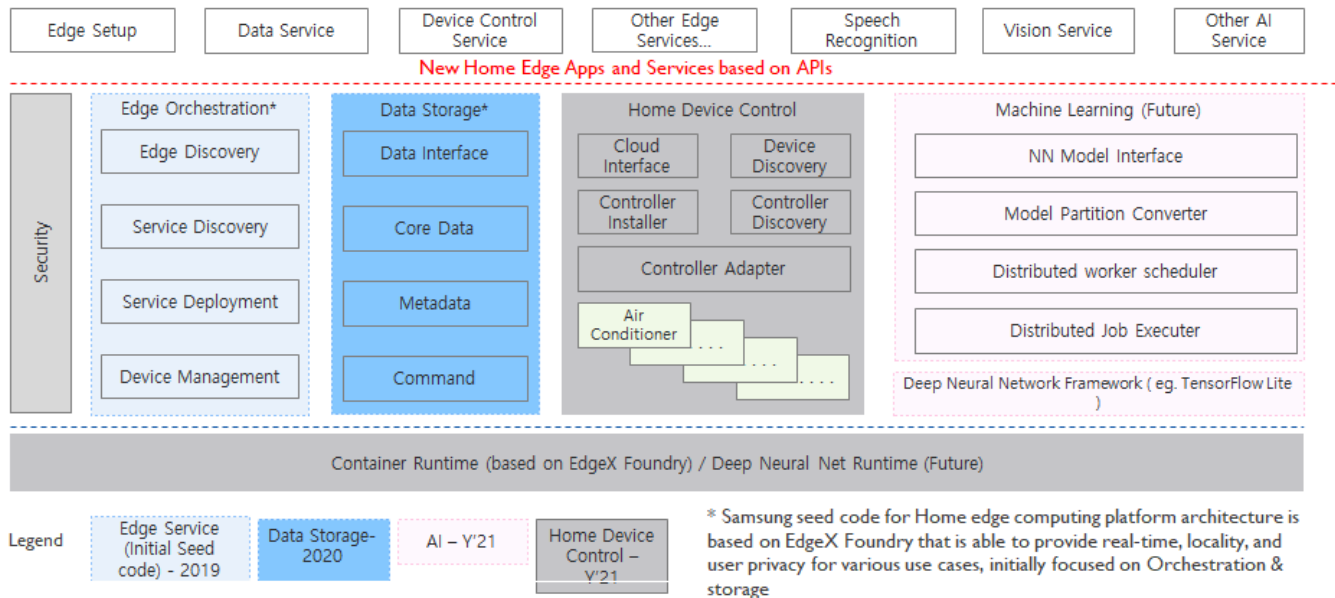 Edge Setup
Data Service
Device Control
Service
Other Edge
Services...
Speech
Recognition
Vision Service
Other AI
Service
New Home Edge Apps and Services based on APIs
Security
Edge Orchestration*
Edge Discovery
Service Discovery
Service Deployment
Device Management
Data Storage*
Data Interface
Core Data
Metadata
Command
Home Device Control
Cloud
Interface
Device
Discovery
Controller
Installer
Controller
Discovery
Controller Adapter
Air
Conditioner
. . .
. . .
. . . .
Machine Learning (Future)
NN Model Interface
Model Partition Converter
Distributed worker scheduler
Distributed Job Executer
Deep Neural Network Framework ( eg. TensorFlow Lite
)
Container Runtime (based on EdgeX Foundry) / Deep Neural Net Runtime (Future)
Legend
Edge Service
(Initial Seed
code) - 2019
Data Storage-
2020
AI – Y'21
Home Device
Control –
Y'21
* Samsung seed code for Home edge computing platform architecture is
based on EdgeX Foundry that is able to provide real-time, locality, and
user privacy for various use cases, initially focused on Orchestration &
storage